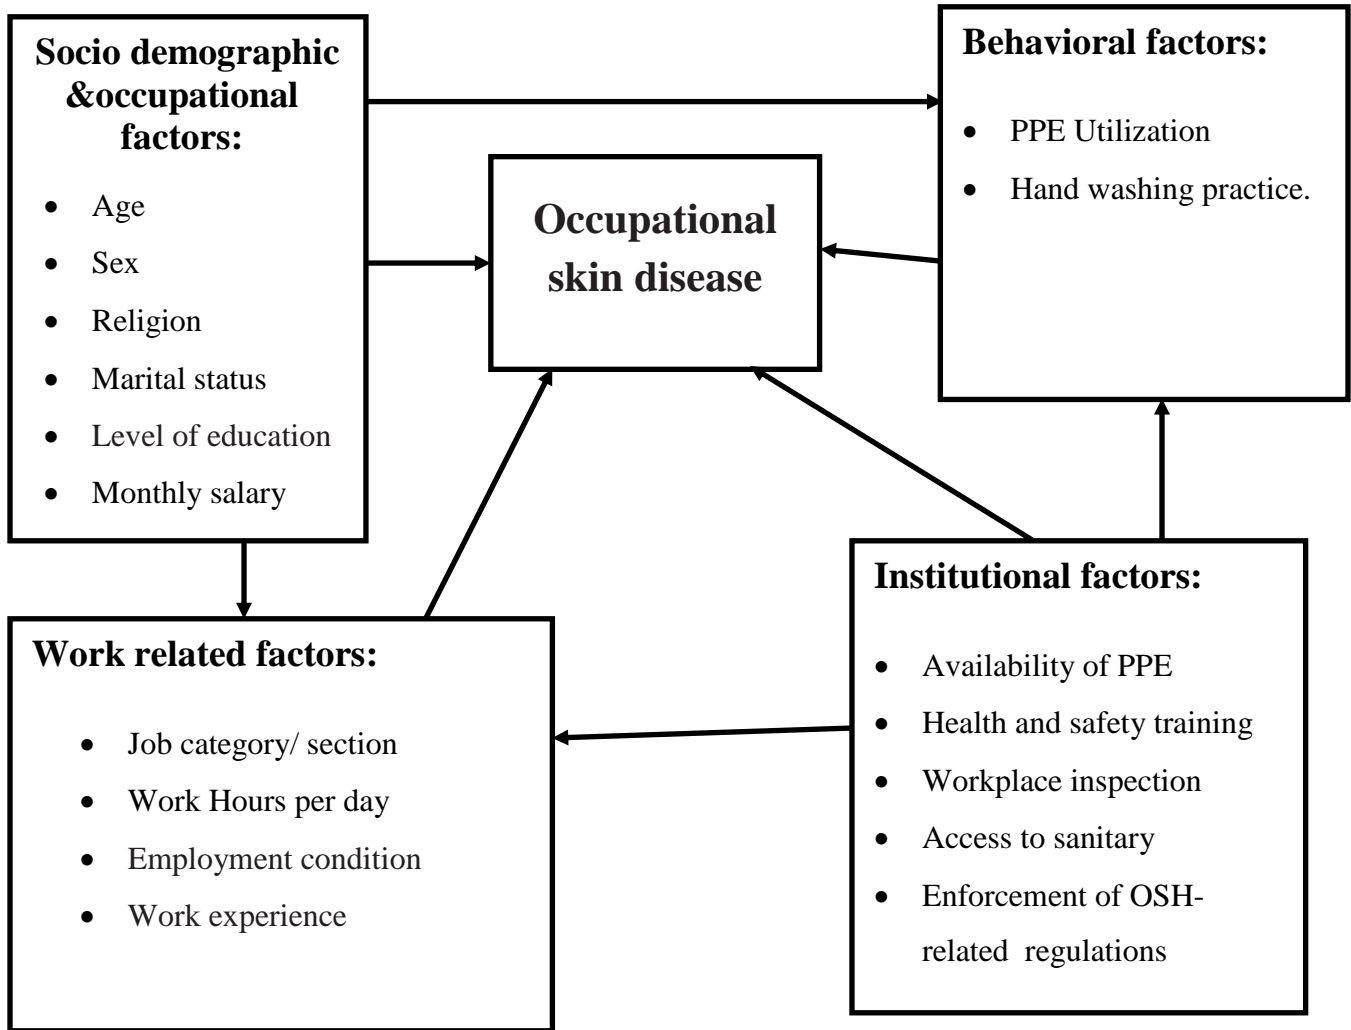 Socio demographic
&occupational
factors:
• Age
• Sex
• Religion
• Marital status
• Level of education
• Monthly salary
Occupational
skin disease
Behavioral factors:
• PPE Utilization
• Hand washing practice.
Work related factors:
• Job category/ section
• Work Hours per day
• Employment condition
• Work experience
Institutional factors:
• Availability of PPE
• Health and safety training
• Workplace inspection
• Access to sanitary
• Enforcement of OSH-
related regulations